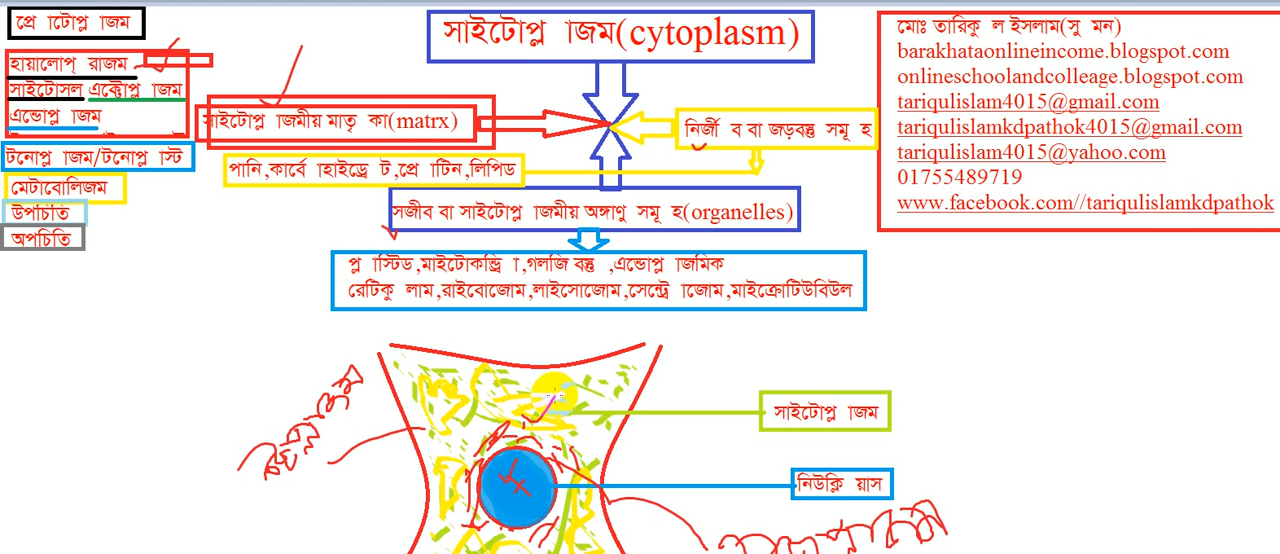 প্রোটোপ্লাজম
সাইটোপ্লাজম(cytoplasm)
হায়ালোপ্রাজম
সাইটোসল এক্টোপ্লাজম
এন্ডোপ্লাজম
টনোপ্লাজম/টনোপ্লাস্ট
মেটাবোলিজম
উপচিতি
অপচিতি
সাইটোপ্লাজমীয় মাতৃকা(matrx)
নির্জীব বা জড়বস্তু সমূহ
পানি,কার্বোহাইড্রেট,প্রোটিন,লিপিড
সজীব বা সাইটোপ্লাজমীয় অঙ্গাণু সমূহ(organelles)
প্লাস্টিড,মাইটোকন্ড্রিয়া,গলজি বস্তু ,এন্ডোপ্লাজমিক
রেটিকুলাম,রাইবোজোম,লাইসোজোম,সেন্ট্রোজোম,মাইক্রোটিউবিউল
মোঃ তারিকুল ইসলাম(সুমন)
barakhataonlineincome.blogspot.com
onlineschoolandcolleage.blogspot.com
tariqulislam4015@gmail.com
tariqulislamkdpathok4015@gmail.com
tariqulislam4015@yahoo.com
01755489719
www.facebook.com//tariqulislamkdpathok
সাইটোপ্লাজম
নিউক্লিয়াস